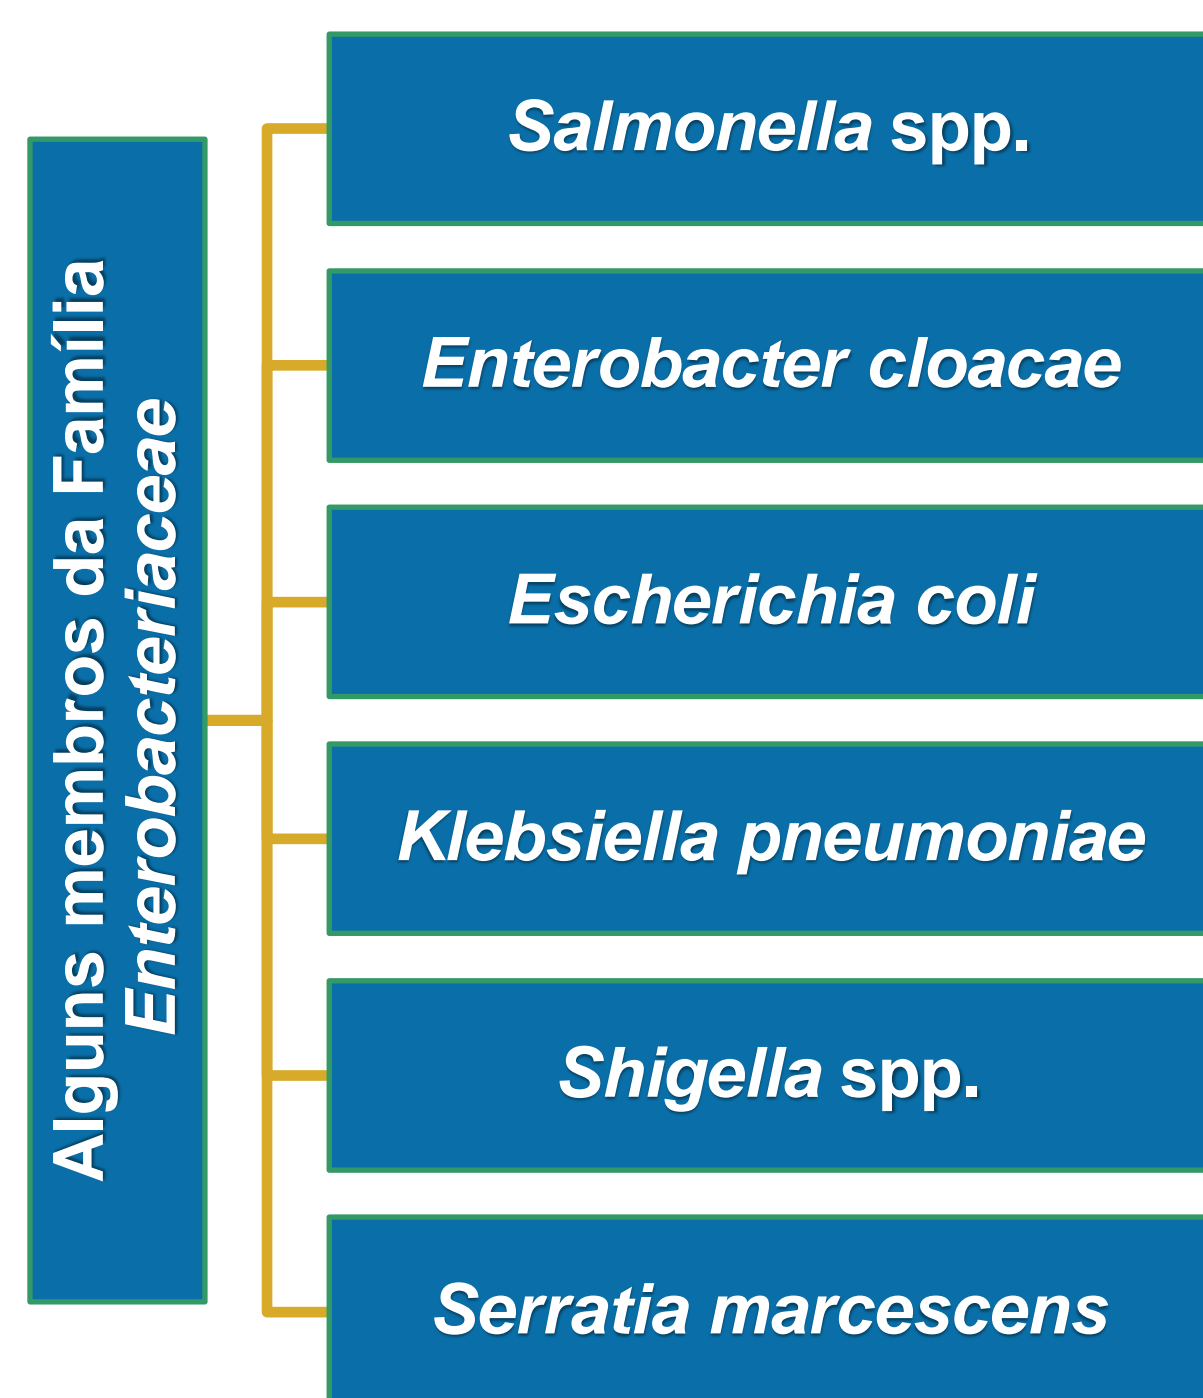 Alguns membros da Família
Enterobacteriaceae
Salmonella spp.
Enterobacter cloacae
Escherichia coli
Klebsiella pneumoniae
Shigella spp.
Serratia marcescens